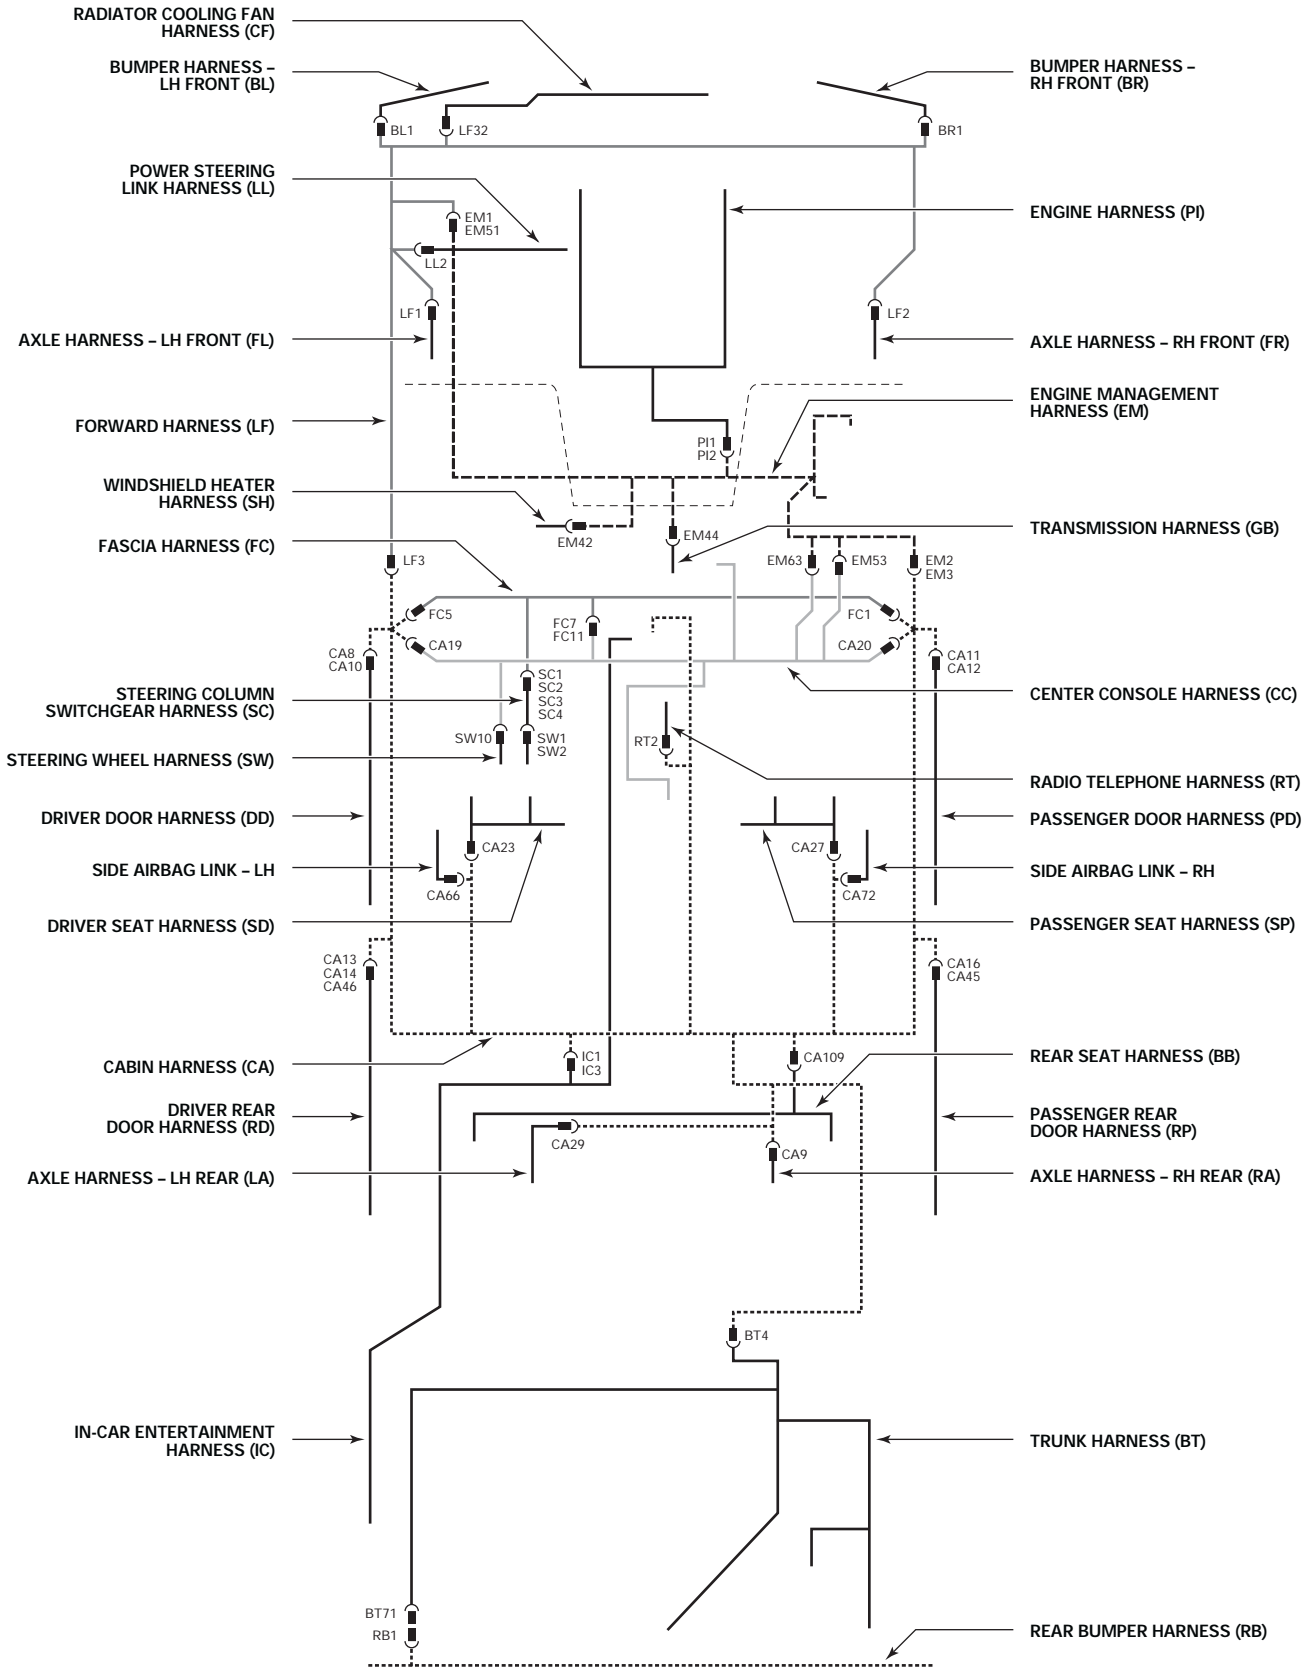 RADIATOR COOLING FAN
HARNESS (CF)
BUMPER HARNESS –
LH FRONT (BL)
BUMPER HARNESS –
RH FRONT (BR)
BL1
LF32
BR1
POWER STEERING
LINK HARNESS (LL)
EM1
EM51
ENGINE HARNESS (PI)
LL2
LF1
LF2
AXLE HARNESS – LH FRONT (FL)
AXLE HARNESS – RH FRONT (FR)
ENGINE MANAGEMENT
HARNESS (EM)
FORWARD HARNESS (LF)
PI1
PI2
WINDSHIELD HEATER
HARNESS (SH)
EM42
EM44
TRANSMISSION HARNESS (GB)
FASCIA HARNESS (FC)
LF3
EM63
EM53
EM2
EM3
FC5
FC7
FC11
FC1
CA19
CA20
CA8
CA10
CA11
CA12
SC1
SC2
SC3
SC4
STEERING COLUMN
SWITCHGEAR HARNESS (SC)
CENTER CONSOLE HARNESS (CC)
SW10
SW1
SW2
RT2
STEERING WHEEL HARNESS (SW)
RADIO TELEPHONE HARNESS (RT)
DRIVER DOOR HARNESS (DD)
PASSENGER DOOR HARNESS (PD)
CA23
CA27
SIDE AIRBAG LINK – LH
SIDE AIRBAG LINK – RH
CA66
CA72
DRIVER SEAT HARNESS (SD)
PASSENGER SEAT HARNESS (SP)
CA13
CA14
CA46
CA16
CA45
CABIN HARNESS (CA)
IC1
IC3
CA109
REAR SEAT HARNESS (BB)
DRIVER REAR
DOOR HARNESS (RD)
PASSENGER REAR
DOOR HARNESS (RP)
CA29
CA9
AXLE HARNESS – LH REAR (LA)
AXLE HARNESS – RH REAR (RA)
BT4
IN-CAR ENTERTAINMENT
HARNESS (IC)
TRUNK HARNESS (BT)
BT71
RB1
REAR BUMPER HARNESS (RB)